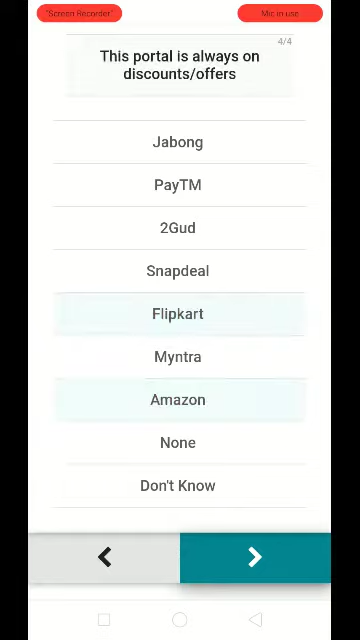 "Screen Recorder"
Mic in use
4/4
This portal is always on
discounts/offers
Jabong
PayTM
2Gud
Snapdeal
Flipkart
Myntra
Amazon
None
Don't Know